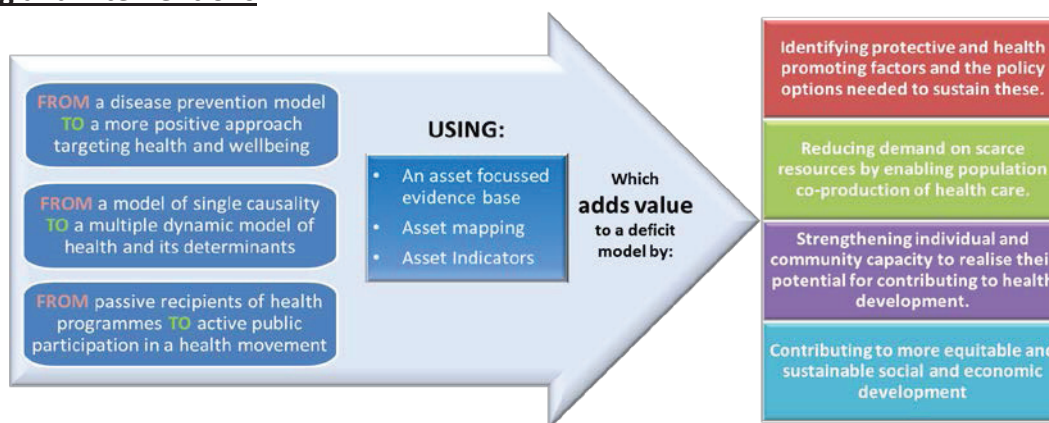 FROM a disease prevention model
TO a more positive approach
targeting health and wellbeing
FROM a model of single causality
TO a multiple dynamic model of
health and its determinants
FROM passive recipients of health
programmes TO active public
participation in a health movement
USING:
• An asset focussed
evidence base
• Asset mapping
• Asset Indicators
Which
adds value
to a deficit
model by:
Identifying protective and health
promoting factors and the policy
options needed to sustain these.
Reducing demand on scarce
resources by enabling population
co-production of health care.
Strengthening individual and
community capacity to realise their
potential for contributing to health
development.
Contributing to more equitable and
sustainable social and economic
development